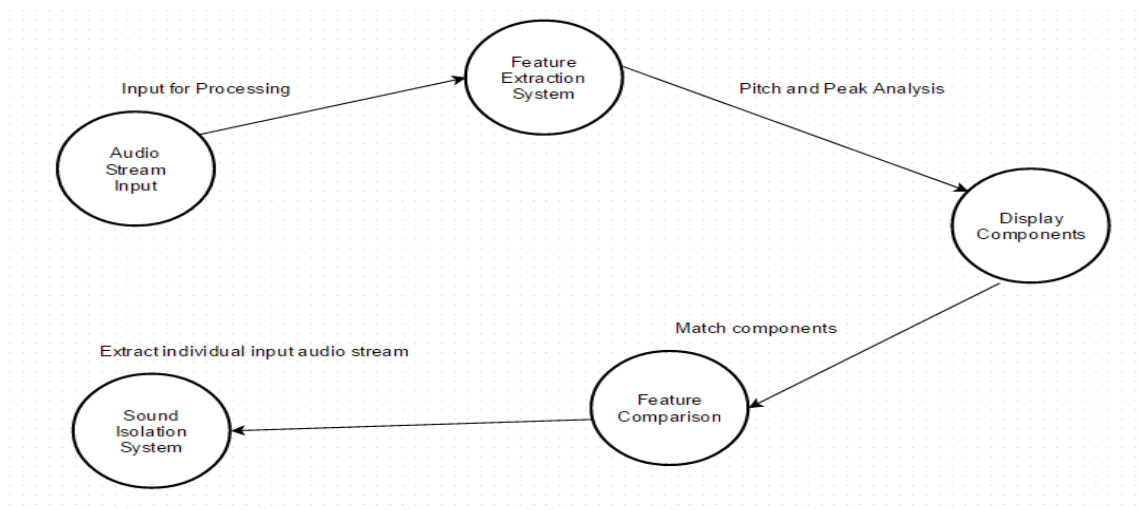 Input for Processing
Audio
Stream
Input
Feature
Extraction
System
Pitch and Peak Analysis
Display
Components
Match components
Feature
Comparison
Extract individual input audio stream
Sound
Isolation
System